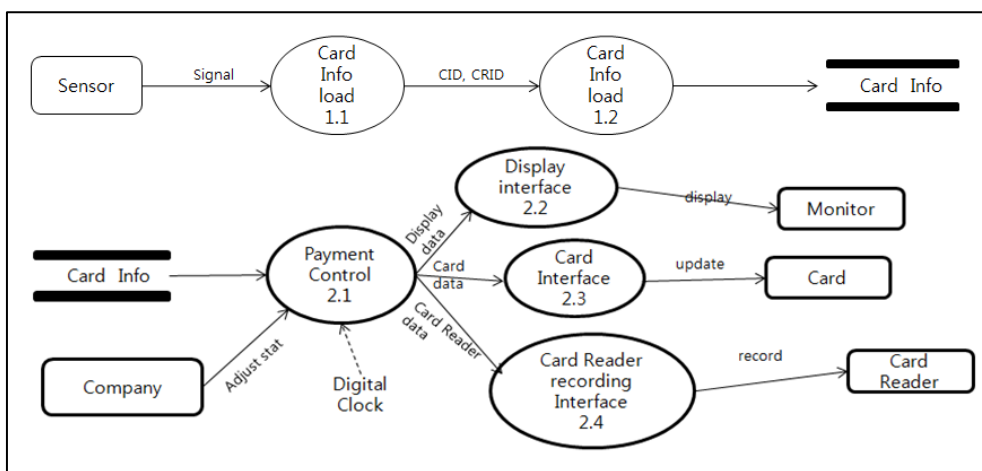 Sensor
Signal
Card
Info
load
1.1
CID, CRID
Card
Info
load
1.2
Card Info
Card Info
Company
Adjust stat
Payment
Control
2.1
Digital
Clock
Display
data
Card
data
Card Reader
data
Display
interface
2.2
display
Monitor
Card
Interface
2.3
update
Card
Card Reader
recording
Interface
2.4
record
Card
Reader